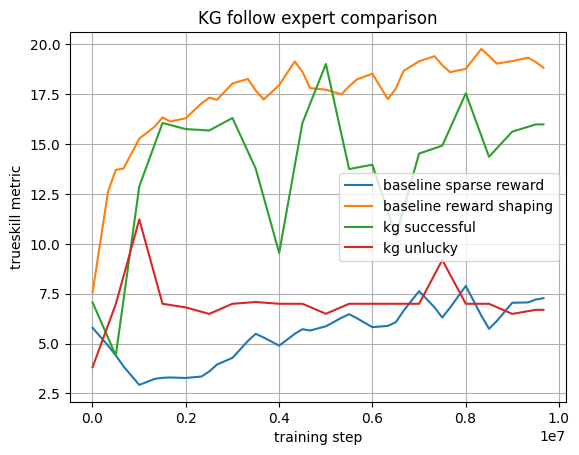 KG follow expert comparison
trueskill metric
20.0
17.5
15.0
12.5
10.0
7.5
5.0
2.5
baseline sparse reward
baseline reward shaping
kg successful
kg unlucky
0.0 0.2 0.4 0.6 0.8 1.0
1e7
training step